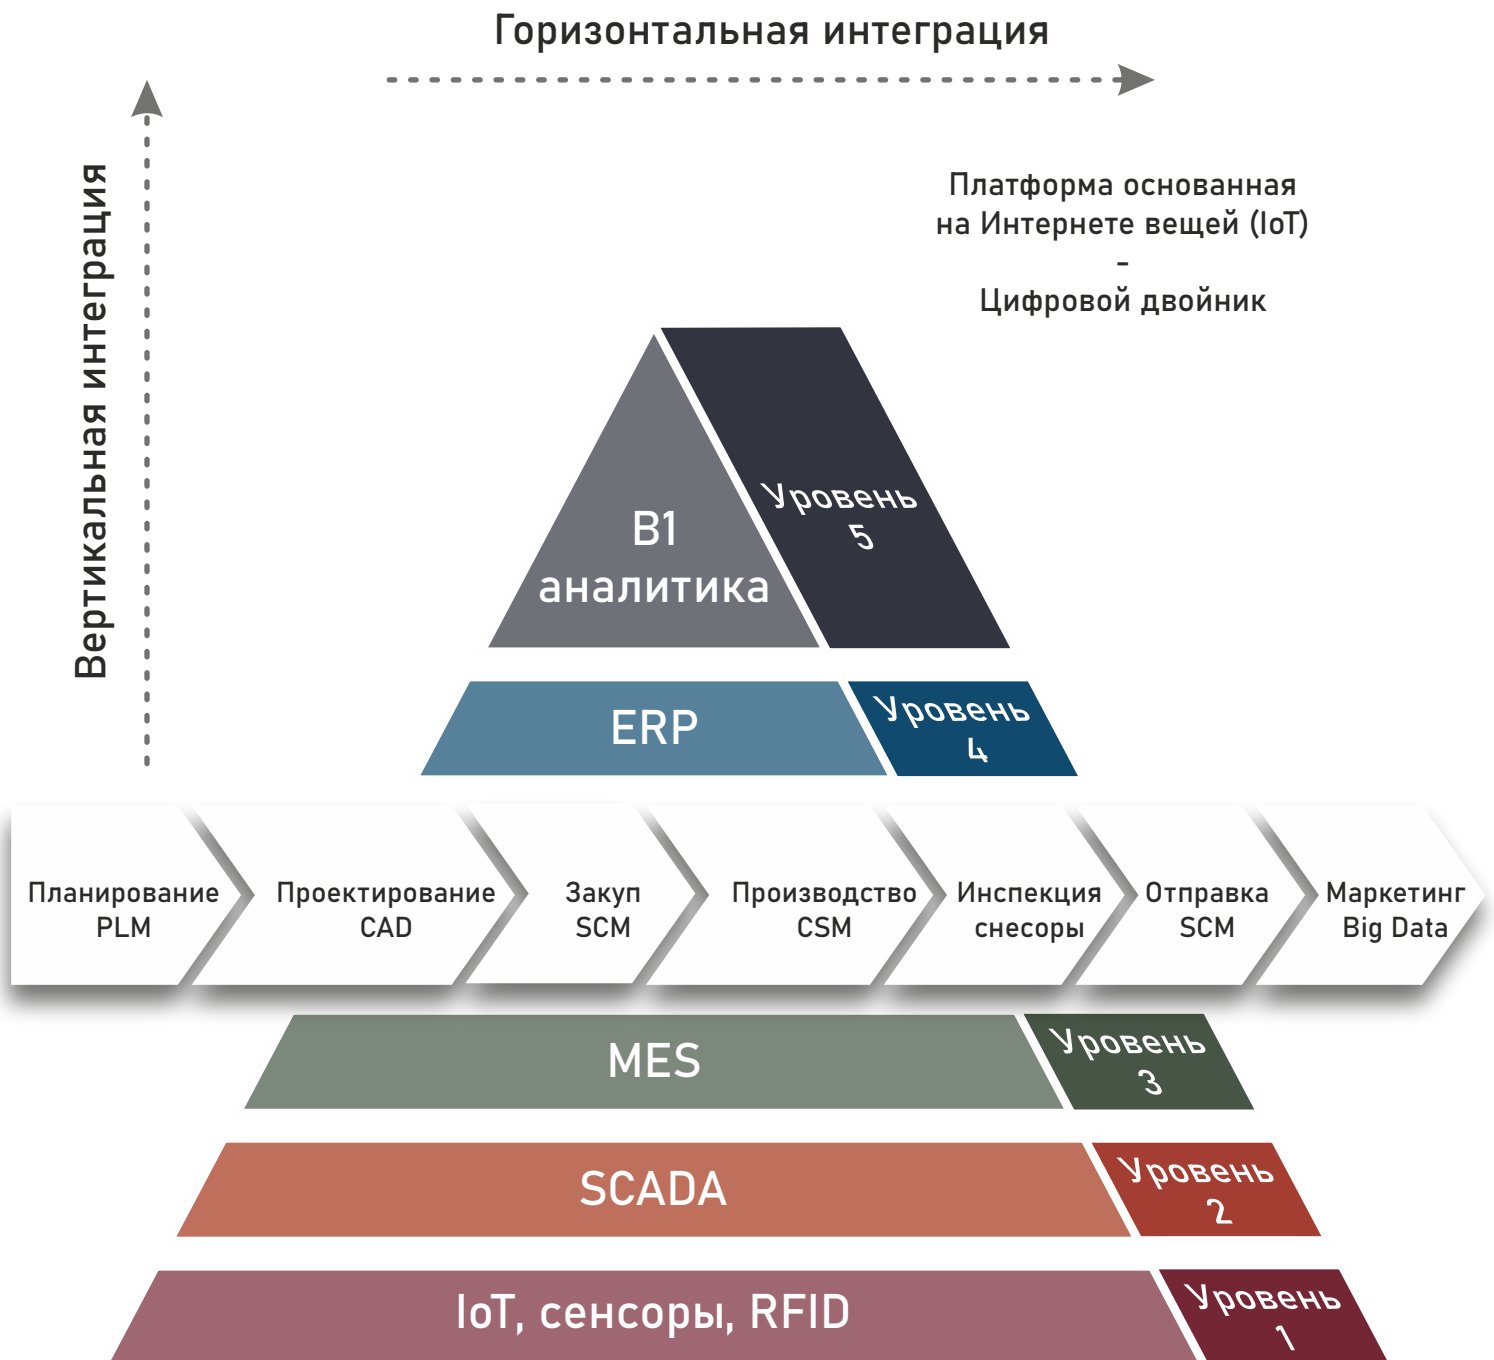 Горизонтальная интеграция
Вертикальная интеграция
Платформа основанная
на Интернете вещей (IoT)
-
Цифровой двойник
B1
аналитика
Уровень
5
ERP
Уровень
4
Планирование
PLM
Проектирование
CAD
Закуп
SCM
Производство
CSM
Инспекция
снесоры
Отправка
SCM
Маркетинг
Big Data
MES
Уровень
3
SCADA
Уровень
2
IoT, сенсоры, RFID
Уровень
1